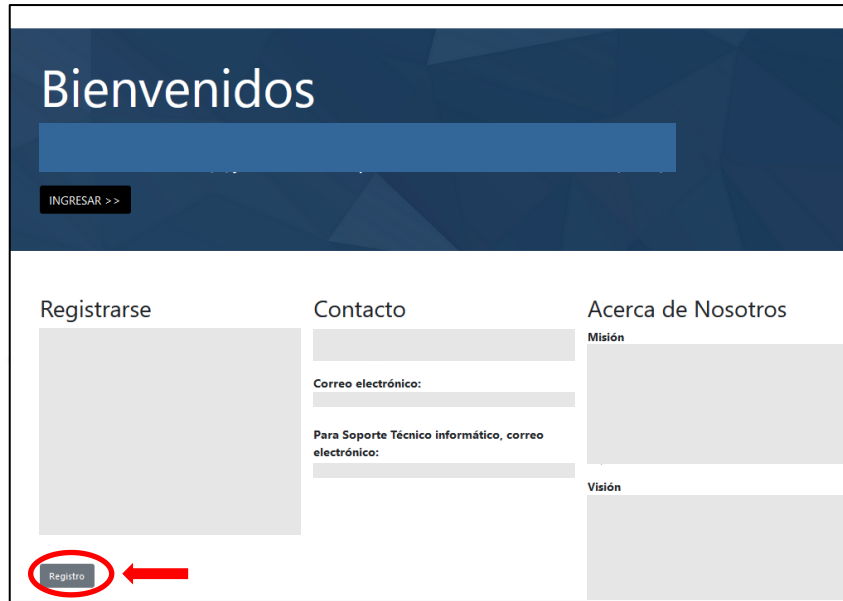 Bienvenidos
INGRESAR >>
Registrarse
Contacto
Acerca de Nosotros
Misión
Correo electrónico:
Para Soporte Técnico informático, correo
electrónico:
Visión
Registro